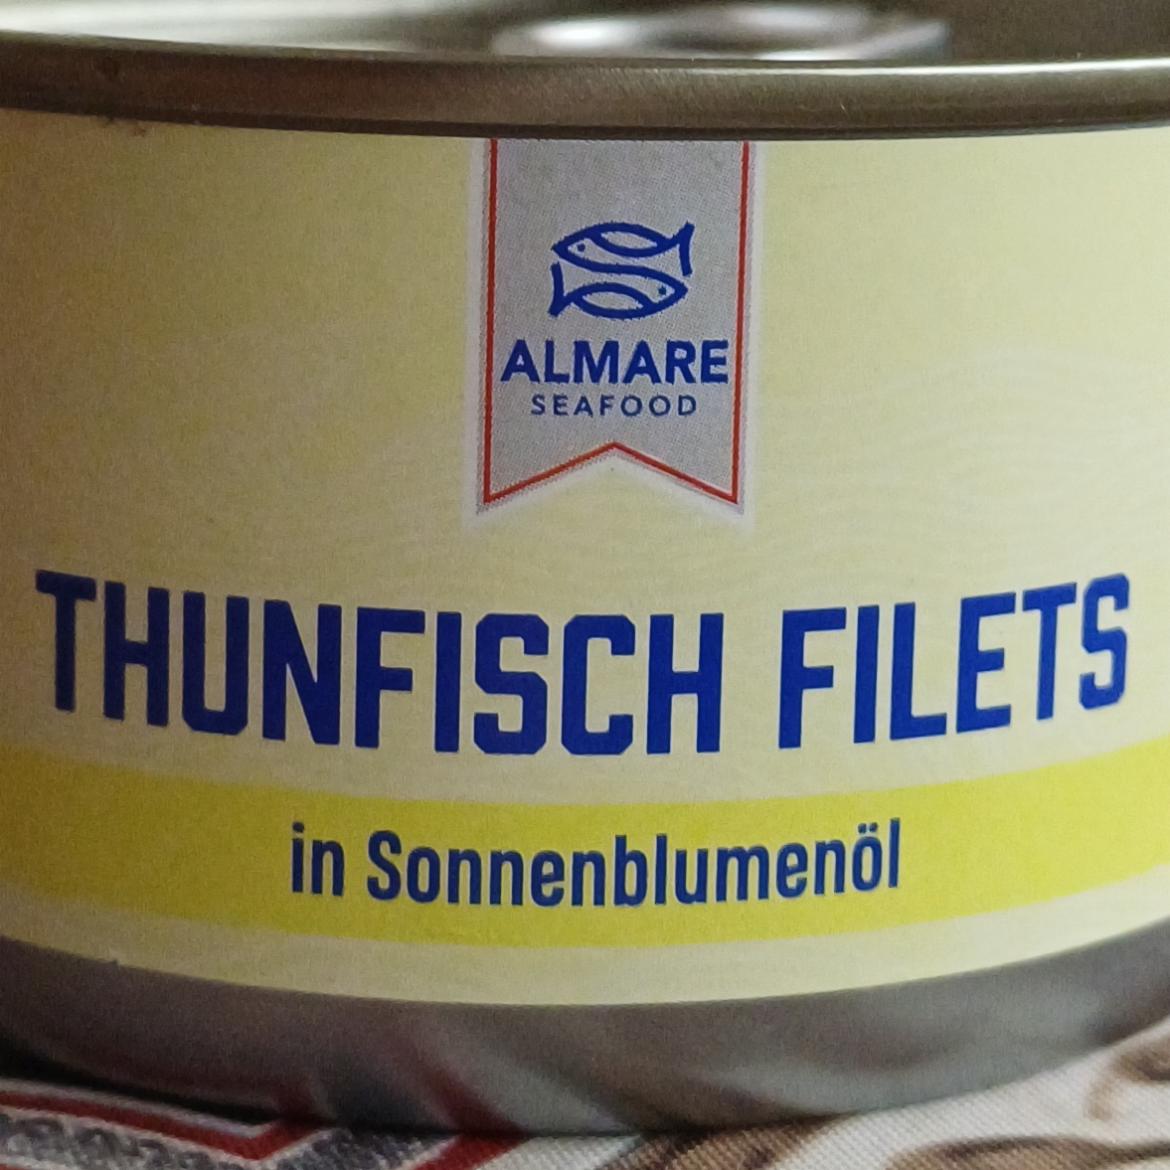 ALMARE
SEAFOOD
THUNFISCH FILETS
in Sonnenblumenöl